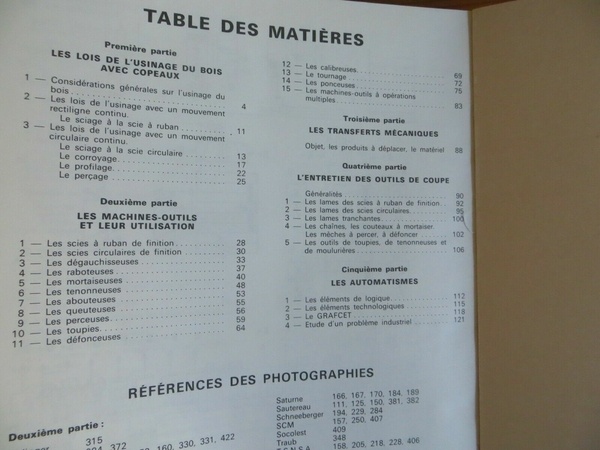 TABLE DES MATIÈRES
Première partie
LES LOIS DE L'USINAGE DU BOIS
AVEC COPEAUX
1 — Considérations générales sur l'usinage du
bois 4
2 — Les lois de l'usinage avec un mouvement
rectiligne continu.
Le sciage à la scie à ruban 11
3 — Les lois de l'usinage avec un mouvement
circulaire continu.
Le sciage à la scie circulaire 13
Le corroyage 17
Le profilage 22
Le perçage 25
Deuxième partie
LES MACHINES-OUTILS
ET LEUR UTILISATION
1 — Les scies à ruban de finition 28
2 — Les scies circulaires de finition 30
3 — Les dégauchisseuses 33
4 — Les raboteuses 37
5 — Les mortaiseuses 40
6 — Les tenonneuses 48
7 — Les abouteuses 53
8 — Les queuteuses 55
9 — Les perceuses 56
10 — Les toupies 59
11 — Les défonceuses 64
12 — Les calibreuses 69
13 — Le tournage 72
14 — Les ponceuses 75
15 — Les machines-outils à opérations
multiples 83
Troisième partie
LES TRANSFERTS MÉCANIQUES
Objet, les produits à déplacer, le matériel 88
Quatrième partie
L'ENTRETIEN DES OUTILS DE COUPE
Généralités 90
1 — Les lames des scies à ruban de finition. 92
2 — Les lames des scies circulaires 95
3 — Les lames tranchantes 100
4 — Les chaînes, les couteaux à mortaiser.
Les mèches à percer, à défoncer 102
5 — Les outils de toupies, de tenonneuses et
de moulurières 106
Cinquième partie
LES AUTOMATISMES
1 — Les éléments de logique 112
2 — Les éléments technologiques 115
3 — Le GRAFCET 118
4 — Etude d'un problème industriel 121
RÉFÉRENCES DES PHOTOGRAPHIES
Deuxième partie :
315
372
160, 330, 331, 422
Saturne 166, 167, 170, 184, 189
Sautereau 111, 125, 150, 381, 382
Schneeberger 194, 229, 284
SCM 157, 250, 407
Socolest 409
Traub 348
158, 205, 218, 228, 406